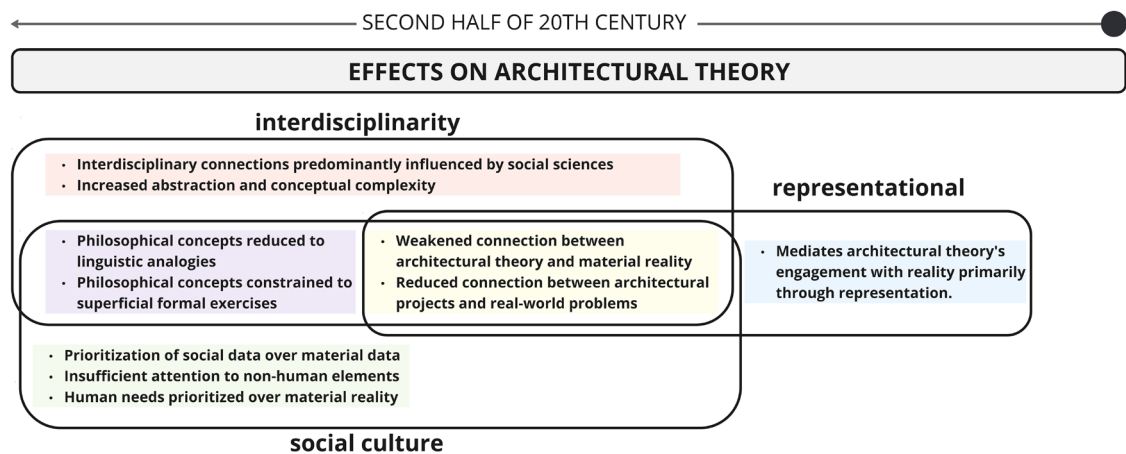 SECOND HALF OF 20TH CENTURY
EFFECTS ON ARCHITECTURAL THEORY
interdisciplinarity
· Interdisciplinary connections predominantly influenced by social sciences
· Increased abstraction and conceptual complexity
representational
· Philosophical concepts reduced to
linguistic analogies
· Philosophical concepts constrained to
superficial formal exercises
· Weakened connection between
architectural theory and material reality
· Reduced connection between architectural
projects and real-world problems
· Mediates architectural theory's
engagement with reality primarily
through representation.
· Prioritization of social data over material data
· Insufficient attention to non-human elements
· Human needs prioritized over material reality
social culture